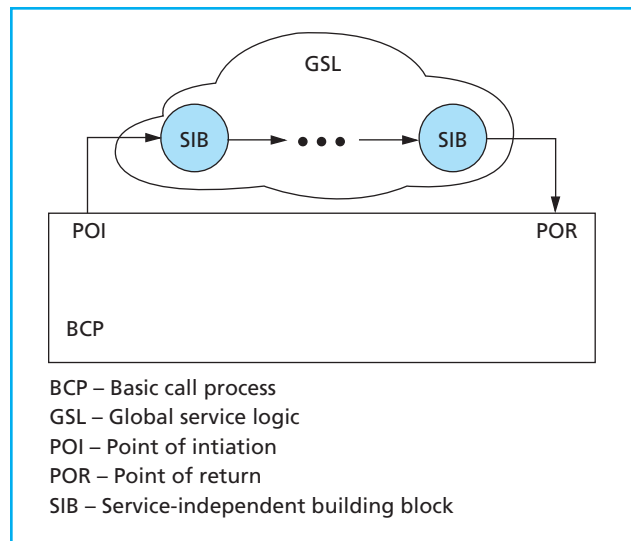 GSL
SIB
SIB
POI
POR
BCP
BCP – Basic call process
GSL – Global service logic
POI – Point of intiation
POR – Point of return
SIB – Service-independent building block